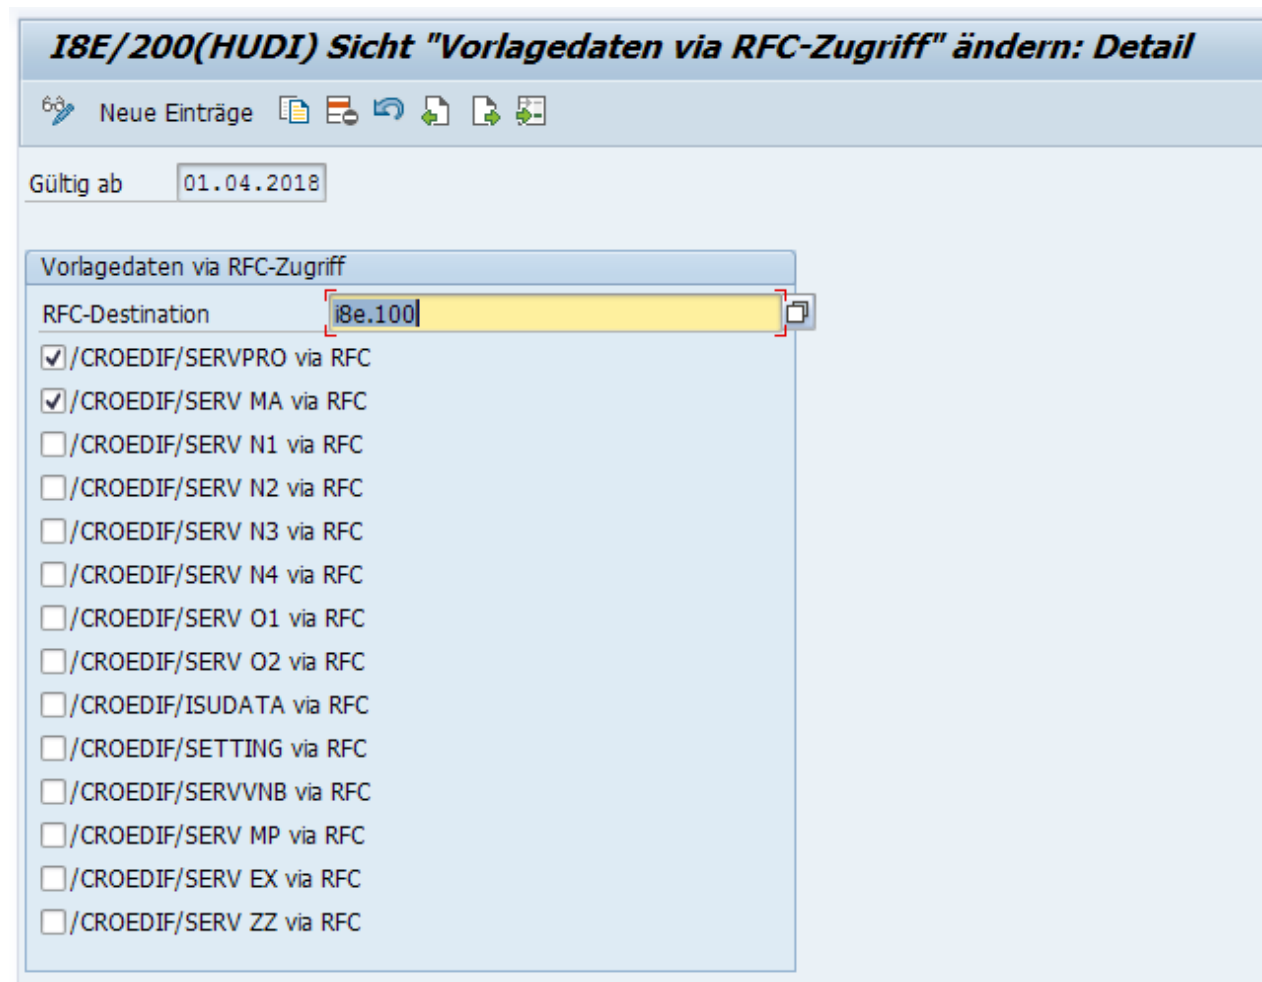 I8E/200(HUDI) Sicht "Vorlagedaten via RFC-Zugriff" ändern: Detail
Neue Einträge
Gültig ab 01.04.2018
Vorlagedaten via RFC-Zugriff
RFC-Destination i8e.100
/CROEDIF/SERVPRO via RFC
/CROEDIF/SERV MA via RFC
/CROEDIF/SERV N1 via RFC
/CROEDIF/SERV N2 via RFC
/CROEDIF/SERV N3 via RFC
/CROEDIF/SERV N4 via RFC
/CROEDIF/SERV O1 via RFC
/CROEDIF/SERV O2 via RFC
/CROEDIF/ISUDATA via RFC
/CROEDIF/SETTING via RFC
/CROEDIF/SERVVNB via RFC
/CROEDIF/SERV MP via RFC
/CROEDIF/SERV EX via RFC
/CROEDIF/SERV ZZ via RFC